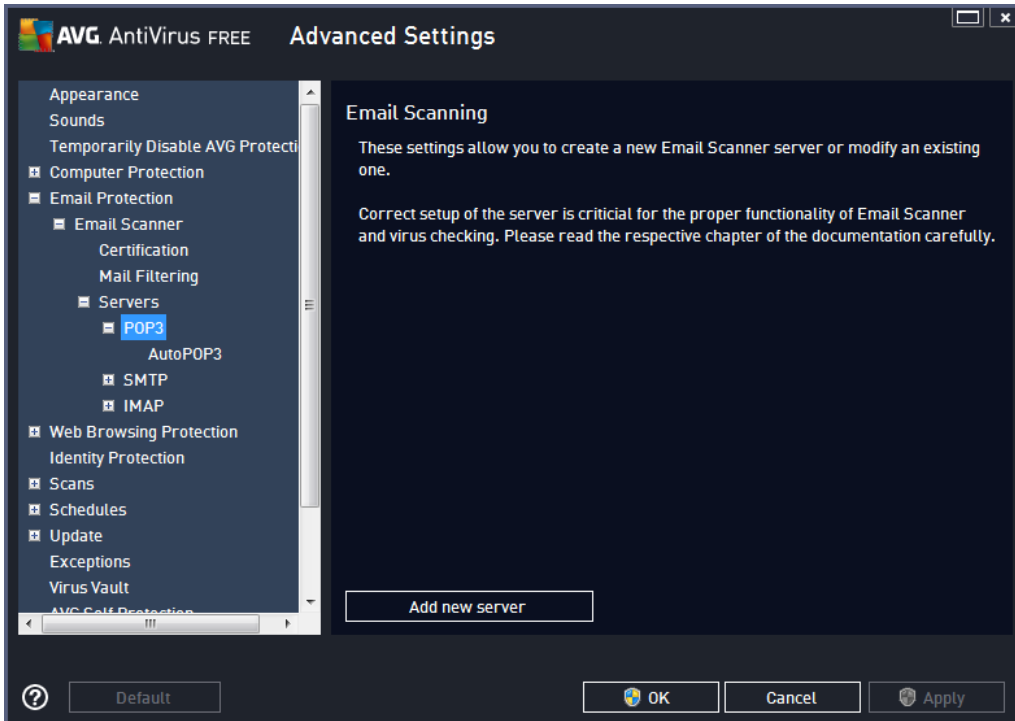 AVG. AntiVirus FREE Advanced Settings
Appearance
Sounds
Temporarily Disable AVG Protecti
Computer Protection
Email Protection
Email Scanner
Certification
Mail Filtering
Servers
POP3
AutoPOP3
SMTP
IMAP
Web Browsing Protection
Identity Protection
Scans
Schedules
Update
Exceptions
Virus Vault
AVG Self Protection
Email Scanning
These settings allow you to create a new Email Scanner server or modify an existing
one.
Correct setup of the server is criticial for the proper functionality of Email Scanner
and virus checking. Please read the respective chapter of the documentation carefully.
Add new server
Default
OK
Cancel
Apply